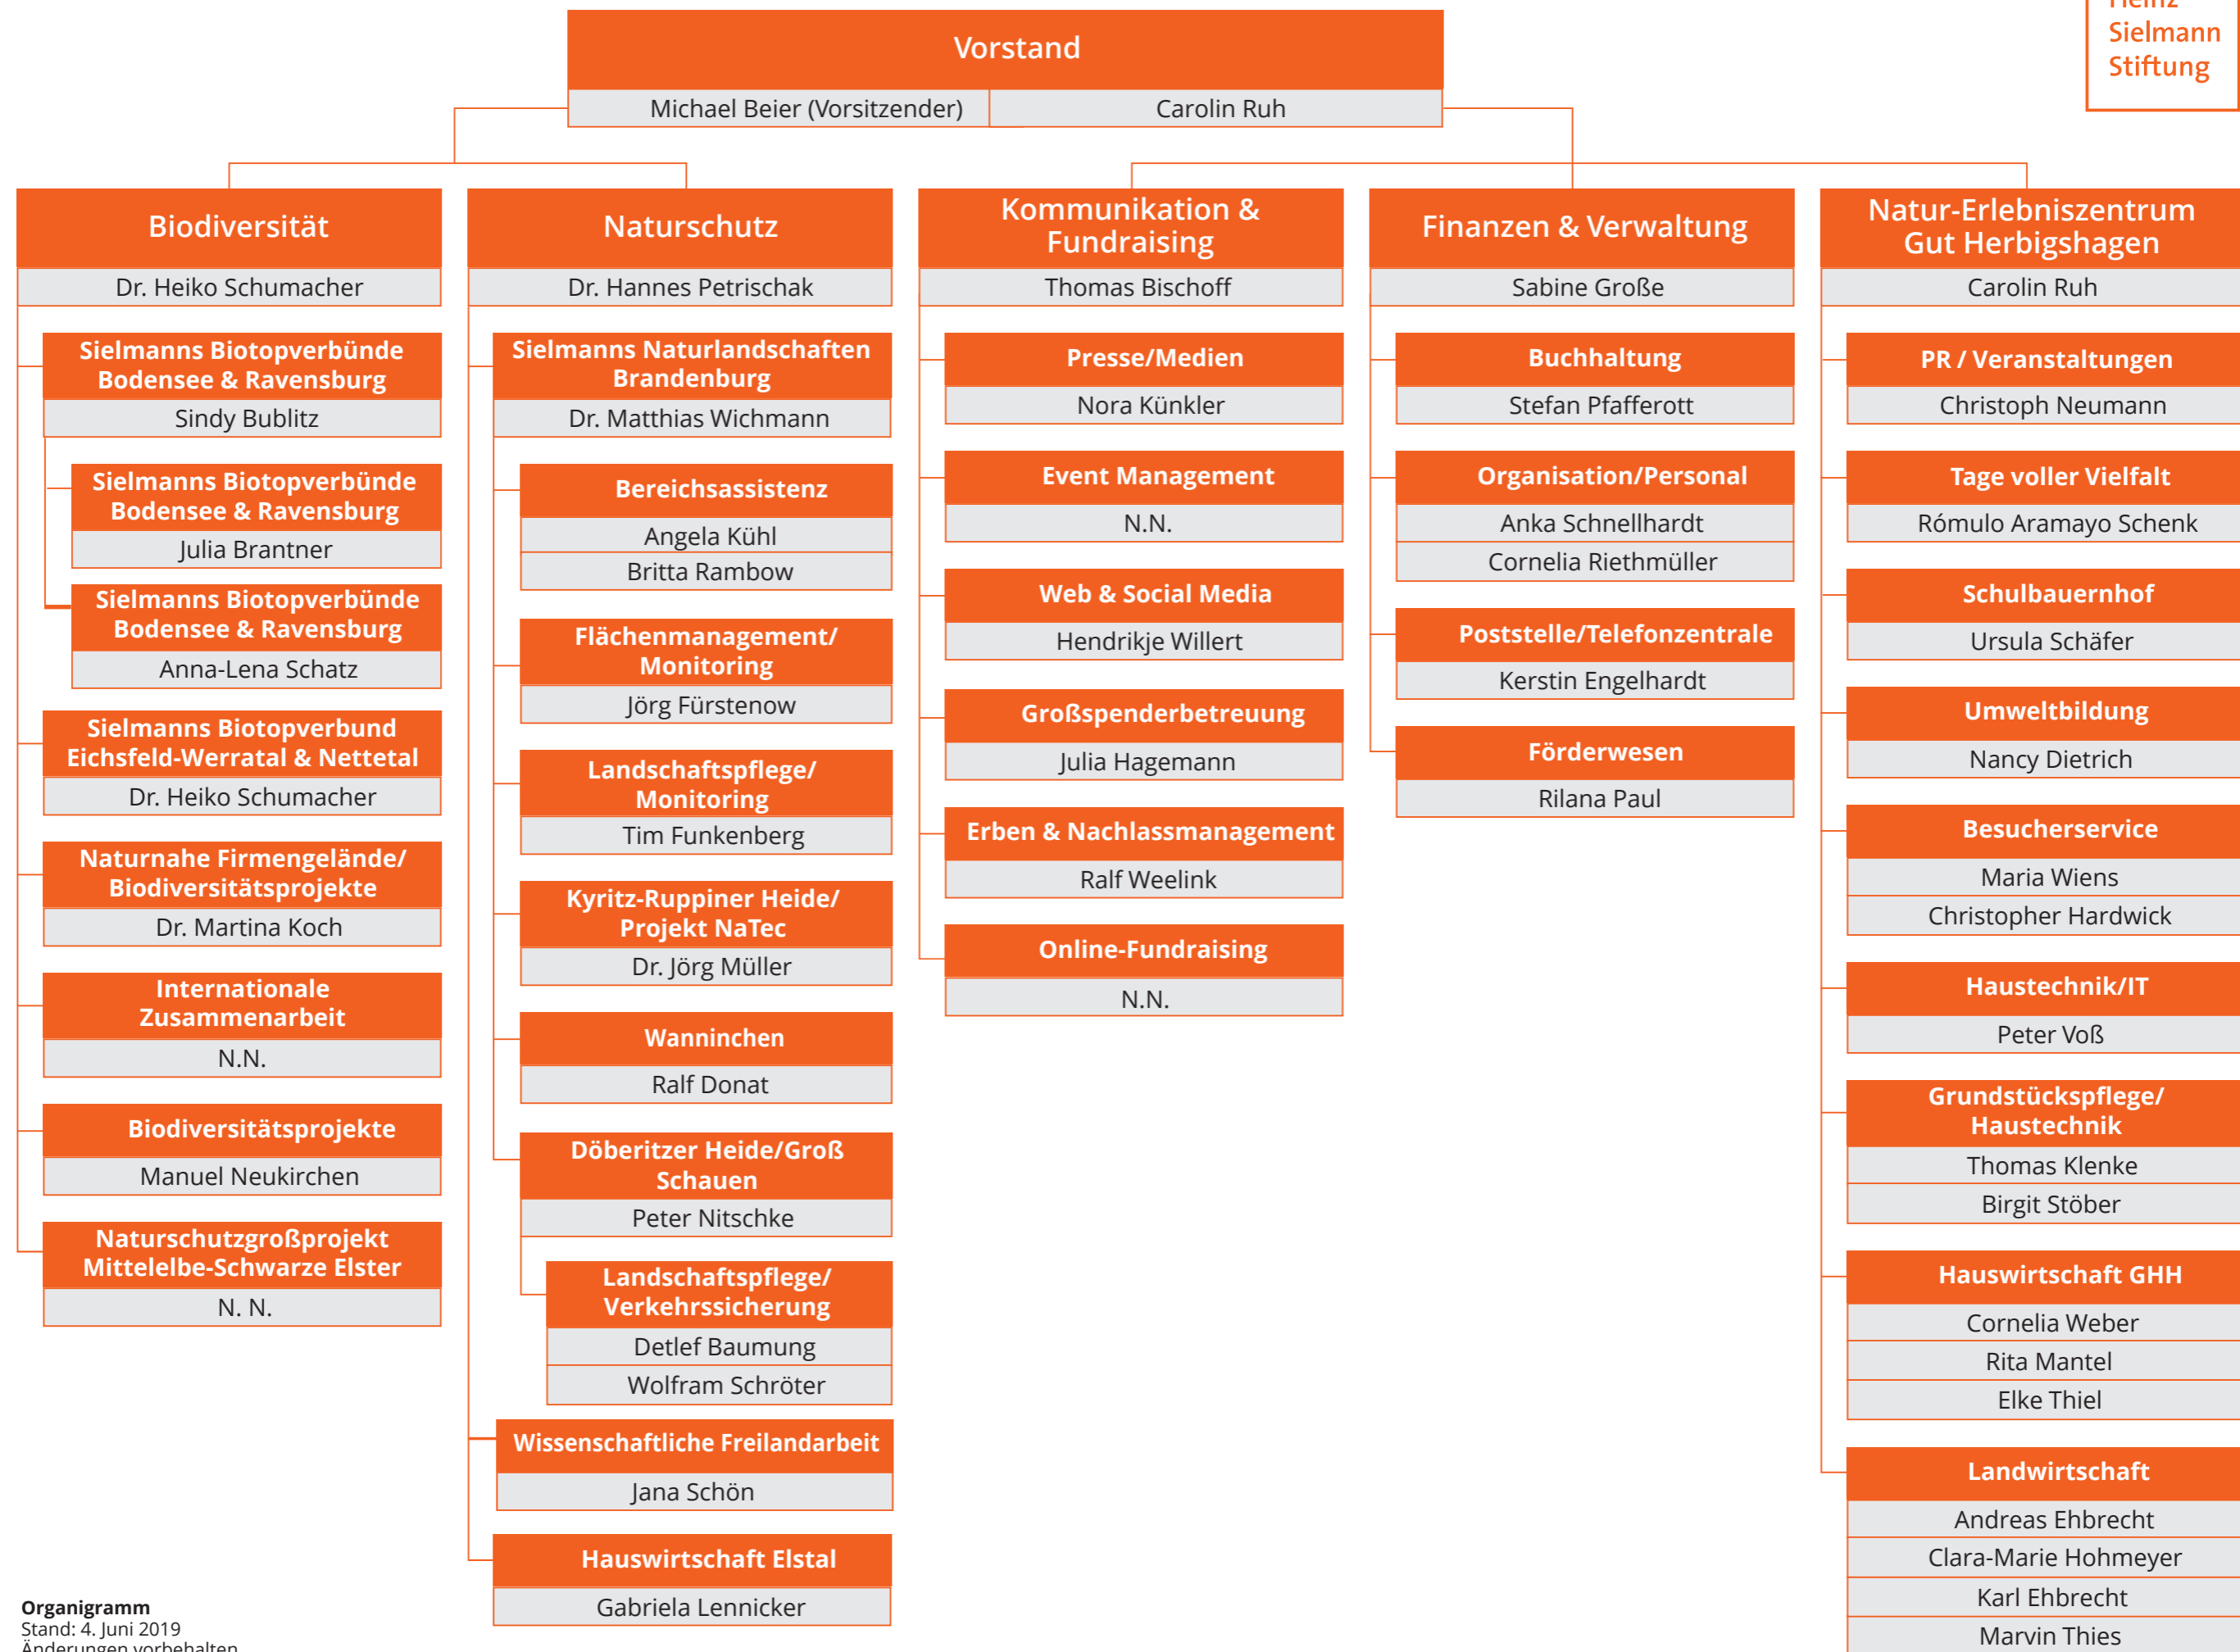 Heinz
Sielmann
Stiftung
Vorstand
Michael Beier (Vorsitzender)
Carolin Ruh
Biodiversität
Dr. Heiko Schumacher
Sielmanns Biotopverbünde
Bodensee & Ravensburg
Sindy Bublitz
Sielmanns Biotopverbünde
Bodensee & Ravensburg
Julia Brantner
Sielmanns Biotopverbünde
Bodensee & Ravensburg
Anna-Lena Schatz
Sielmanns Biotopverbund
Eichsfeld-Werratal & Nettetal
Dr. Heiko Schumacher
Naturnahe Firmengelände/
Biodiversitätsprojekte
Dr. Martina Koch
Internationale
Zusammenarbeit
N.N.
Biodiversitätsprojekte
Manuel Neukirchen
Naturschutzgroßprojekt
Mittelelbe-Schwarze Elster
N. N.
Naturschutz
Dr. Hannes Petrischak
Sielmanns Naturlandschaften
Brandenburg
Dr. Matthias Wichmann
Bereichsassistenz
Angela Kühl
Britta Rambow
Flächenmanagement/
Monitoring
Jörg Fürstenow
Landschaftspflege/
Monitoring
Tim Funkenberg
Kyritz-Ruppiner Heide/
Projekt NaTec
Dr. Jörg Müller
Wanninchen
Ralf Donat
Döberitzer Heide/Groß
Schauen
Peter Nitschke
Landschaftspflege/
Verkehrssicherung
Detlef Baumung
Wolfram Schröter
Wissenschaftliche Freilandarbeit
Jana Schön
Hauswirtschaft Elstal
Gabriela Lennicker
Kommunikation &
Fundraising
Thomas Bischoff
Presse/Medien
Nora Künkler
Event Management
N.N.
Web & Social Media
Hendrikje Willert
Großspenderbetreuung
Julia Hagemann
Erben & Nachlassmanagement
Ralf Weelink
Online-Fundraising
N.N.
Finanzen & Verwaltung
Sabine Große
Buchhaltung
Stefan Pfafferott
Organisation/Personal
Anka Schnellhardt
Cornelia Riethmüller
Poststelle/Telefonzentrale
Kerstin Engelhardt
Förderwesen
Rilana Paul
Natur-Erlebniszentrum
Gut Herbigshagen
Carolin Ruh
PR / Veranstaltungen
Christoph Neumann
Tage voller Vielfalt
Rómulo Aramayo Schenk
Schulbauernhof
Ursula Schäfer
Umweltbildung
Nancy Dietrich
Besucherservice
Maria Wiens
Christopher Hardwick
Haustechnik/IT
Peter Voß
Grundstückspflege/
Haustechnik
Thomas Klenke
Birgit Stöber
Hauswirtschaft GHH
Cornelia Weber
Rita Mantel
Elke Thiel
Landwirtschaft
Andreas Ehbrecht
Clara-Marie Hohmeyer
Karl Ehbrecht
Marvin Thies
Organigramm
Stand: 4. Juni 2019
Änderungen vorbehalten